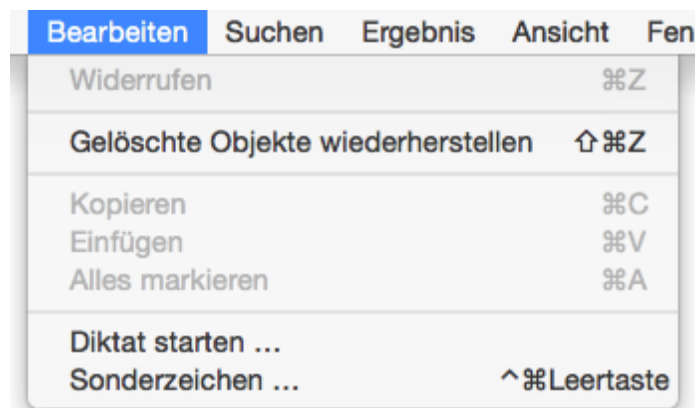 Bearbeiten Suchen Ergebnis Ansicht Fen
Widerrufen ⌘Z
Gelöschte Objekte wiederherstellen ⇧⌘Z
Kopieren ⌘C
Einfügen ⌘V
Alles markieren ⌘A
Diktat starten ...
Sonderzeichen ... ^⌘Leertaste